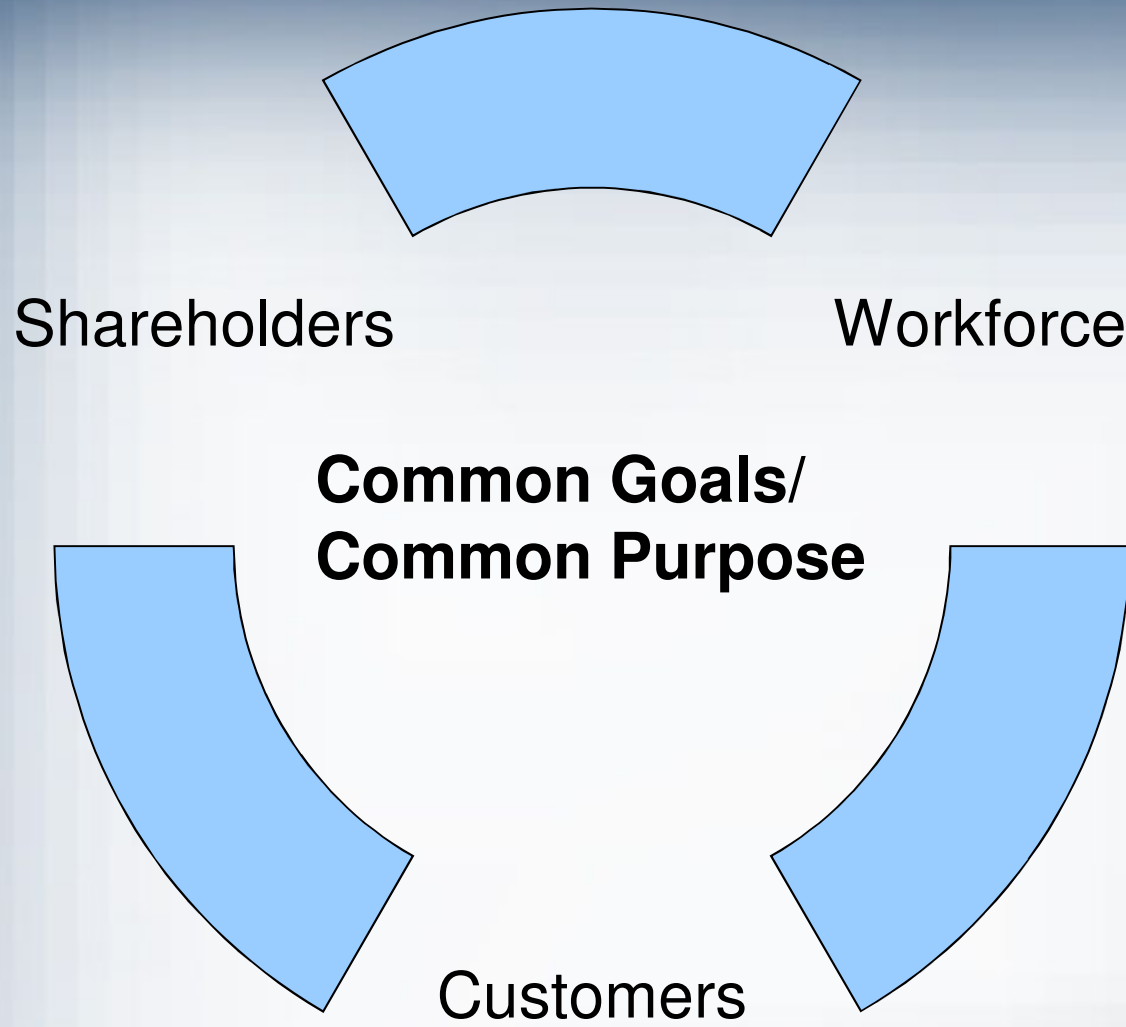 Shareholders
Workforce
Common Goals/
Common Purpose
Customers